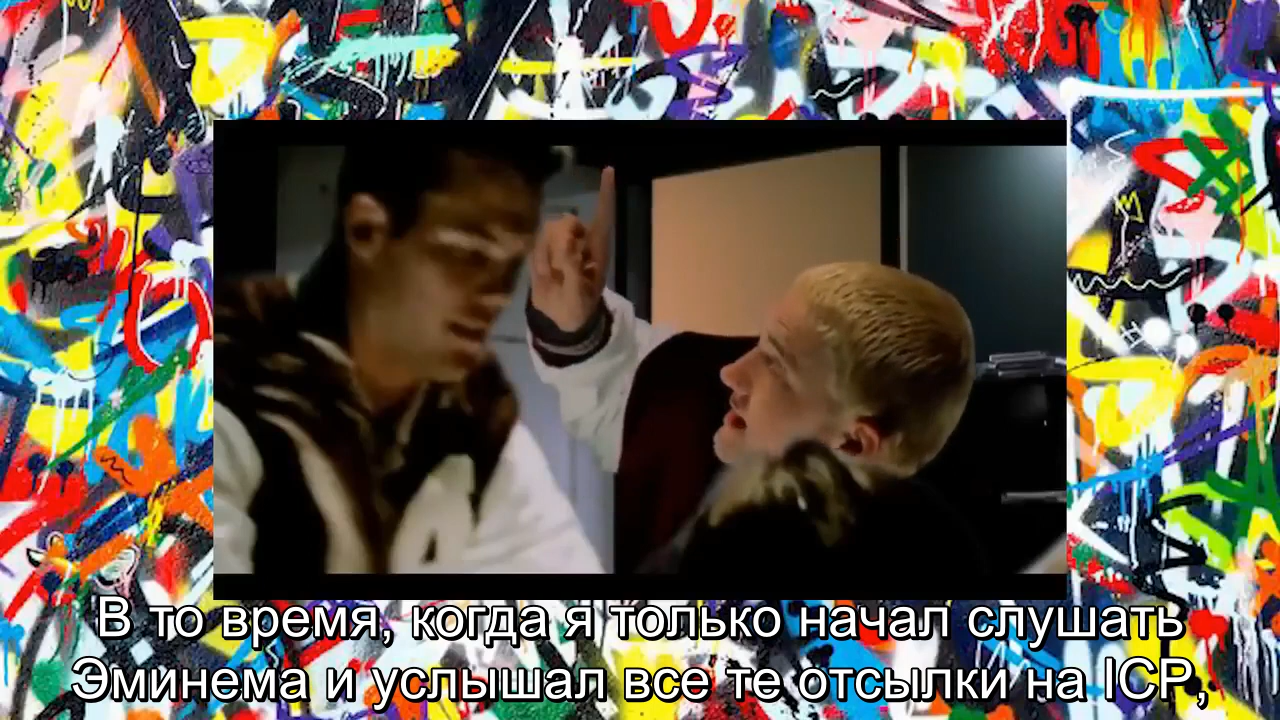 В то время, когда я только начал слушать
Эминема и услышал все те отсылки на ICP,